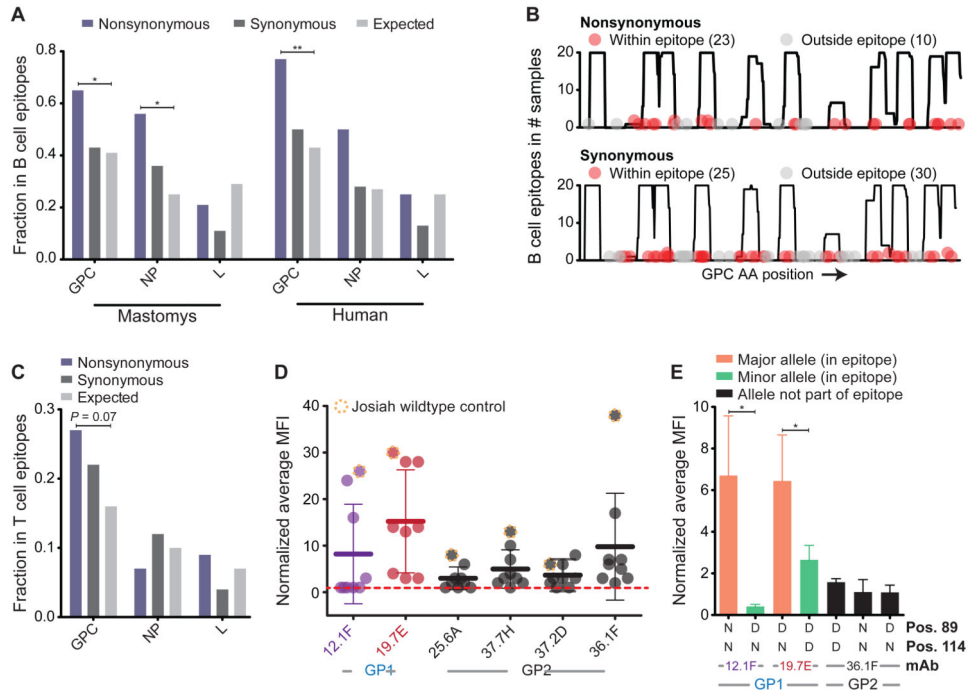 A
Nonsynonymous Synonymous Expected
Fraction in B cell epitopes
0.8
0.6
0.4
0.2
0.0
* * **
GPC NP L GPC NP L
Mastomys Human
B
B cell epitopes in # samples
Nonsynonymous
Within epitope (23) Outside epitope (10)
20
10
0
Synonymous
Within epitope (25) Outside epitope (30)
20
10
0
GPC AA position
C
Nonsynonymous
Synonymous
Expected
Fraction in T cell epitopes
0.3
0.2
0.1
0.0
P = 0.07
GPC NP L
D
Josiah wildtype control
Normalized average MFI
40
30
20
10
0
12.1F 19.7E 25.6A 37.7H 37.2D 36.1F
GP1 GP2
E
Major allele (in epitope)
Minor allele (in epitope)
Allele not part of epitope
Normalized average MFI
10
8
6
4
2
0
* *
N D N D D N D Pos. 89
N N D D D N N Pos. 114
12.1F 19.7E 36.1F mAb
GP1 GP2